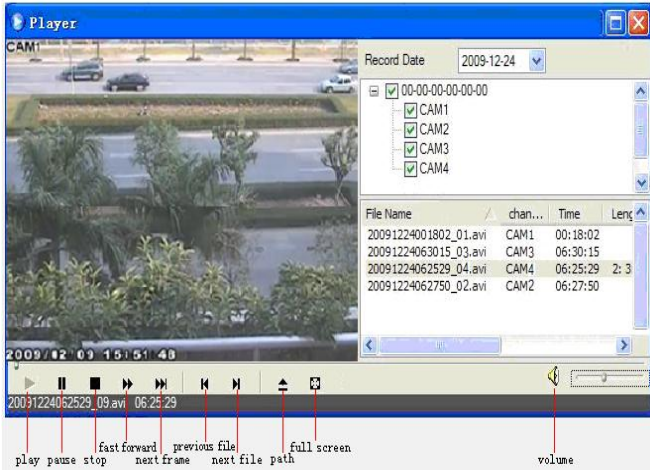 Player
CAM1
Record Date 2009-12-24
00-00-00-00-00-00
CAM1
CAM2
CAM3
CAM4
File Name chan... Time Leng
20091224001802_01.avi CAM1 00:18:02
20091224063015_03.avi CAM3 06:30:15
20091224062529_04.avi CAM4 06:25:29 2: 3
20091224062750_02.avi CAM2 06:27:50
2009/12 09 15:51 48
20091224062529_09.avi 06:25:29
fast forward previous file full screen
play pause stop next frame next file path volume